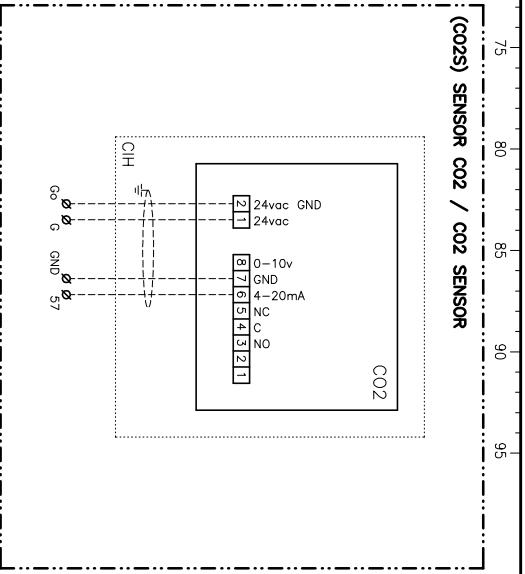 75
80
85
90
95
(CO2S) SENSOR CO2 / CO2 SENSOR
CIH
CO2
2 24vac GND
1 24vac
8 0-10v
7 GND
6 4-20mA
5 NC
4 C
3 NO
2
1
Go
G
GND
57